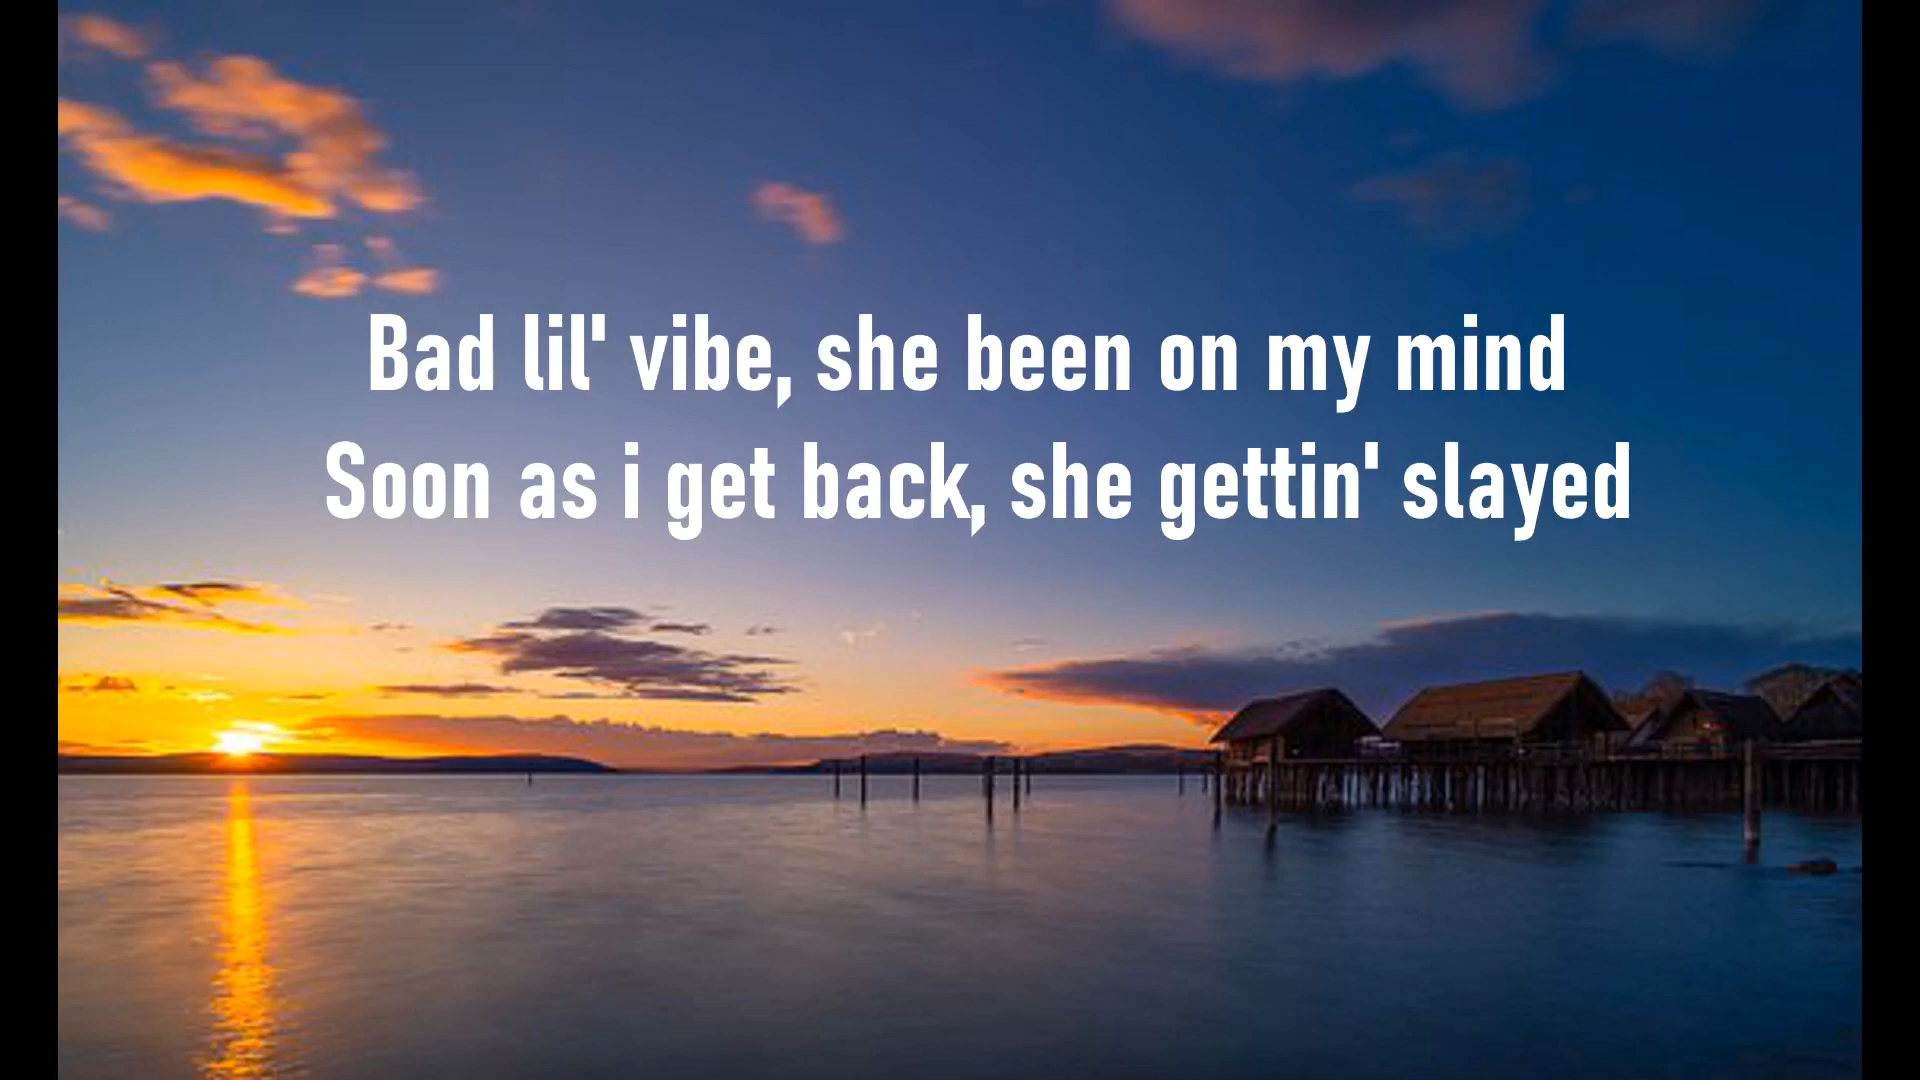 Bad lil' vibe, she been on my mind
Soon as i get back, she gettin' slayed